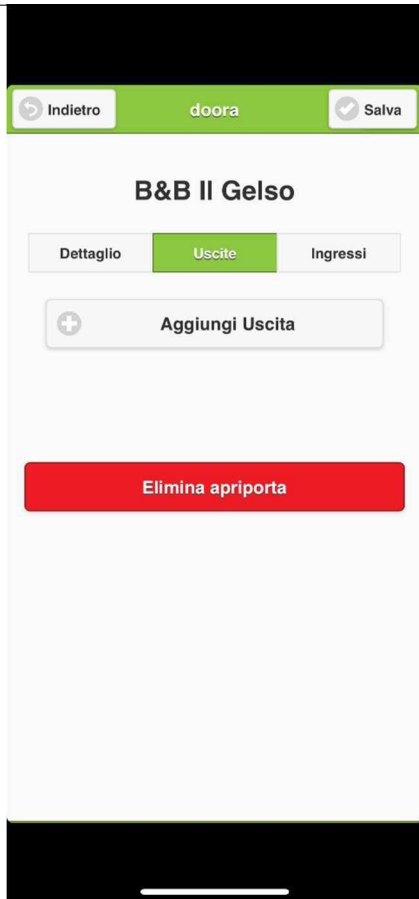 Indietro
doora
Salva
B&B Il Gelso
Dettaglio
Uscite
Ingressi
Aggiungi Uscita
Elimina apriporta